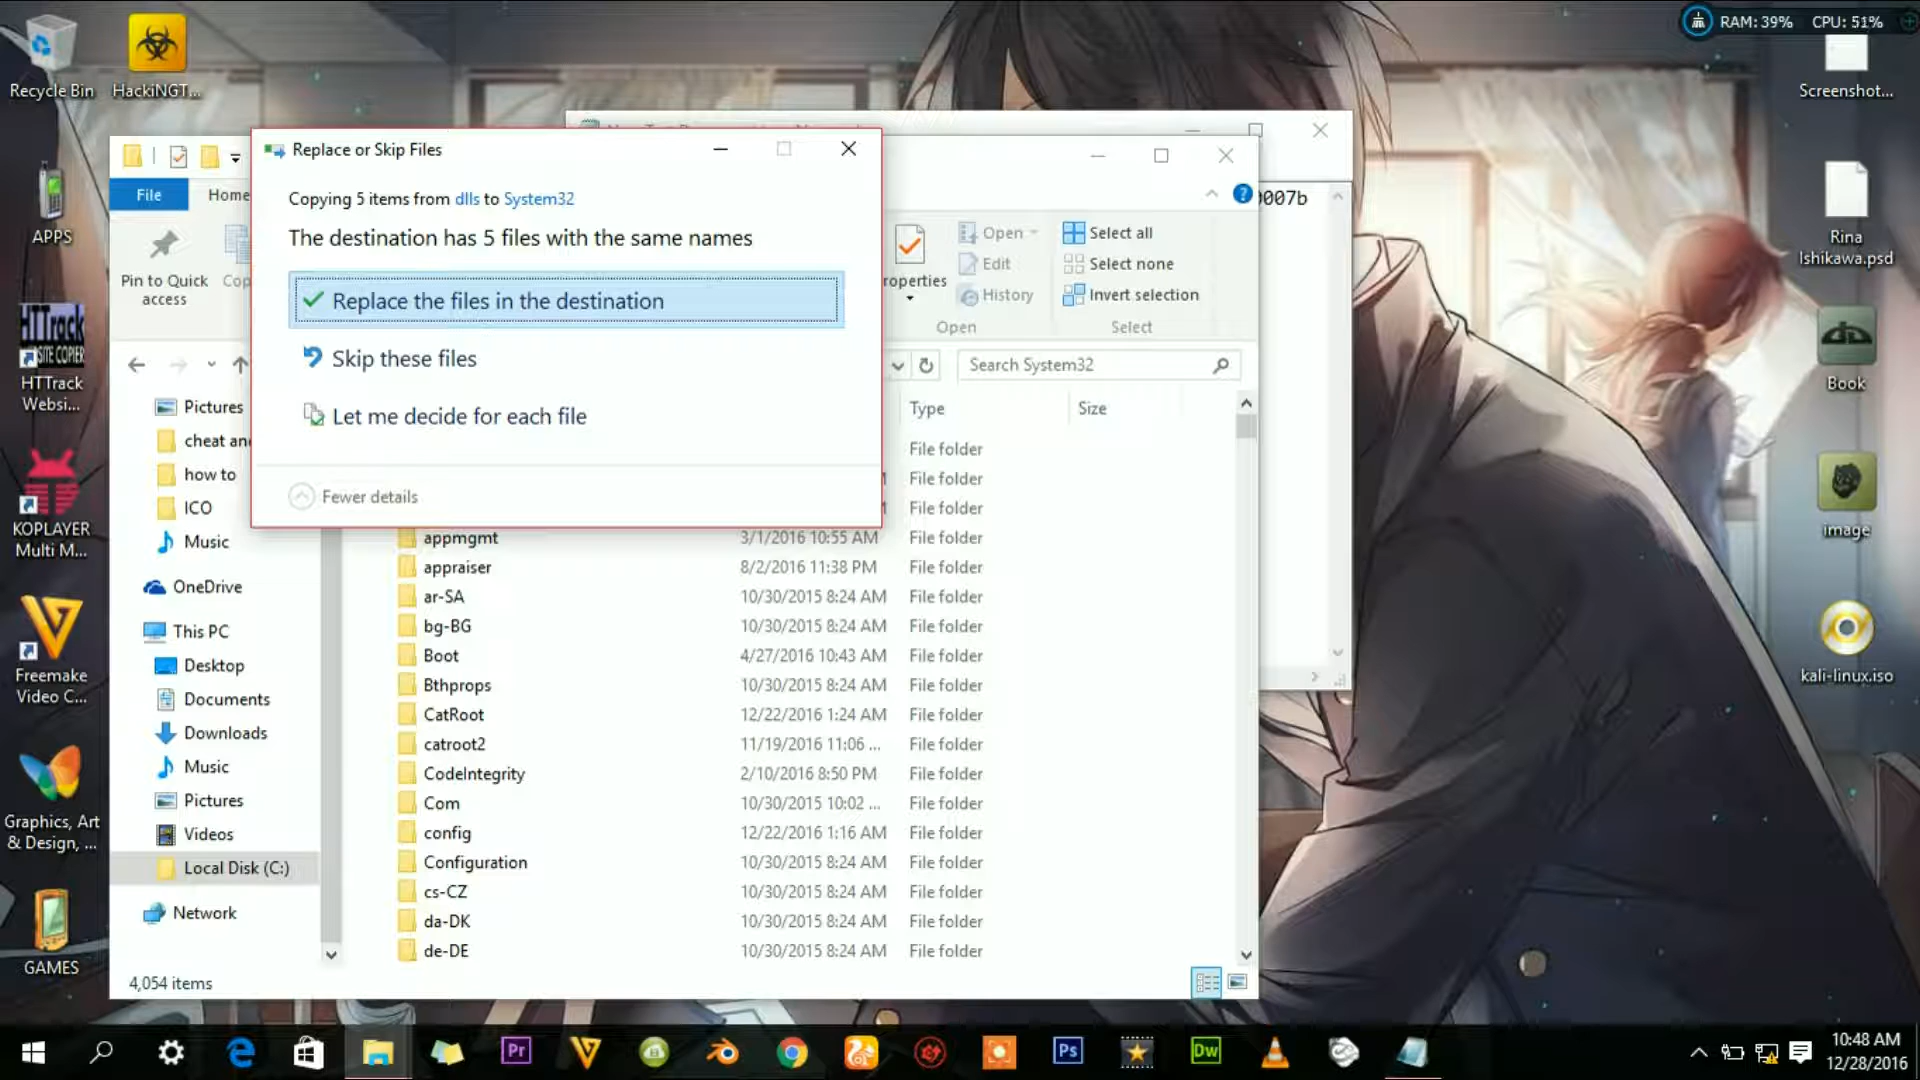 RAM: 39%
CPU: 51%
Recycle Bin
HackiNGT...
Screenshot...
APPS
Rina
Ishikawa.psd
HTTrack
SITE COPIER
HTTrack
Websi...
Book
KOPLAYER
Multi M...
image
Freemake
Video C...
kali-linux.iso
Graphics, Art
& Design, ...
GAMES
Replace or Skip Files
Copying 5 items from dlls to System32
The destination has 5 files with the same names
Replace the files in the destination
Skip these files
Let me decide for each file
Fewer details
File
Home
Pin to Quick
access
Open
Edit
History
Open
Select all
Select none
Invert selection
Select
007b
Search System32
Type
Size
File folder
File folder
File folder
appmgmt 3/1/2016 10:55 AM File folder
appraiser 8/2/2016 11:38 PM File folder
ar-SA 10/30/2015 8:24 AM File folder
bg-BG 10/30/2015 8:24 AM File folder
Boot 4/27/2016 10:43 AM File folder
Bthprops 10/30/2015 8:24 AM File folder
CatRoot 12/22/2016 1:24 AM File folder
catroot2 11/19/2016 11:06 ... File folder
CodeIntegrity 2/10/2016 8:50 PM File folder
Com 10/30/2015 10:02 ... File folder
config 12/22/2016 1:16 AM File folder
Configuration 10/30/2015 8:24 AM File folder
cs-CZ 10/30/2015 8:24 AM File folder
da-DK 10/30/2015 8:24 AM File folder
de-DE 10/30/2015 8:24 AM File folder
Pictures
cheat
how to
ICO
Music
OneDrive
This PC
Desktop
Documents
Downloads
Music
Pictures
Videos
Local Disk (C:)
Network
4,054 items
Pr
Ps
Dw
10:48 AM
12/28/2016